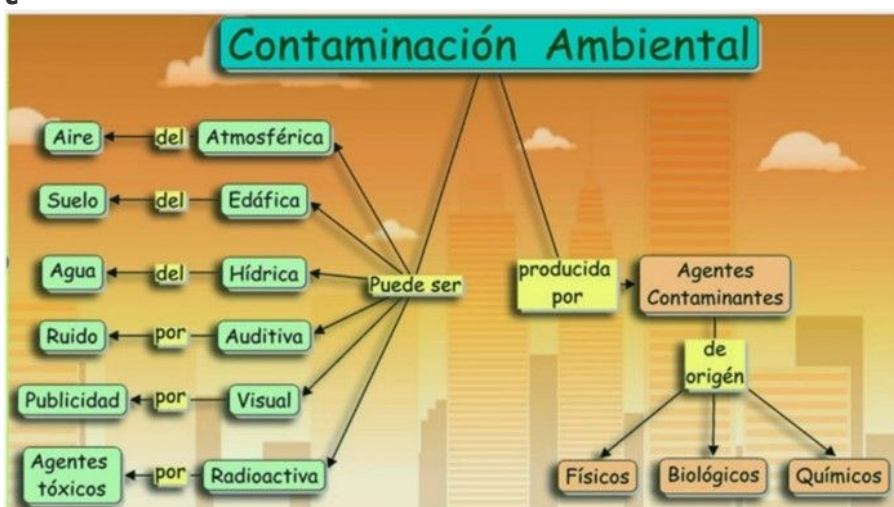 Contaminación Ambiental
Aire del Atmosférica
Suelo del Edáfica
Agua del Hídrica
Ruido por Auditiva
Publicidad por Visual
Agentes tóxicos por Radioactiva
Puede ser
producida
por
Agentes
Contaminantes
de
origén
Físicos Biológicos Químicos